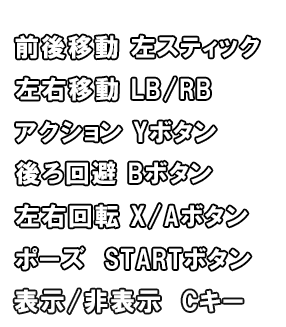 前後移動 左スティック
左右移動 LB/RB
アクション Yボタン
後ろ回避 Bボタン
左右回転 X/Aボタン
ポーズ　STARTボタン
表示/非表示　Cキー